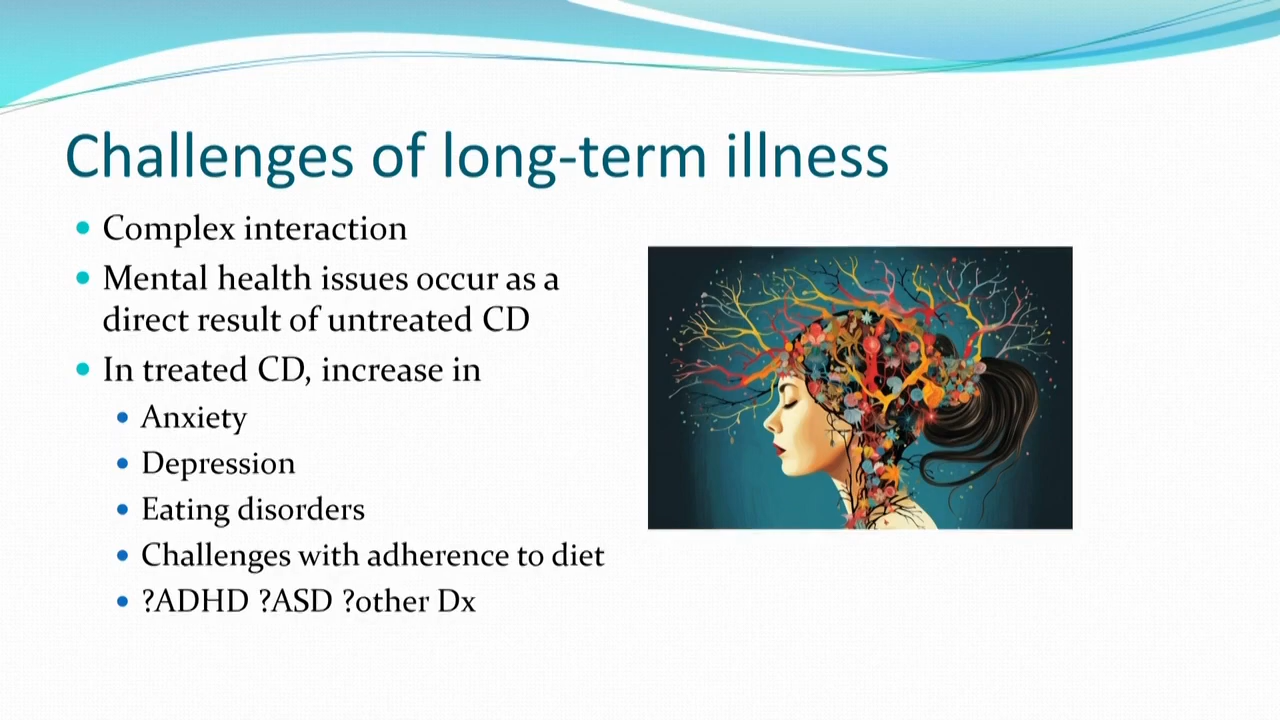 Challenges of long-term illness
Complex interaction
Mental health issues occur as a
direct result of untreated CD
In treated CD, increase in
Anxiety
Depression
Eating disorders
Challenges with adherence to diet
?ADHD ?ASD ?other Dx